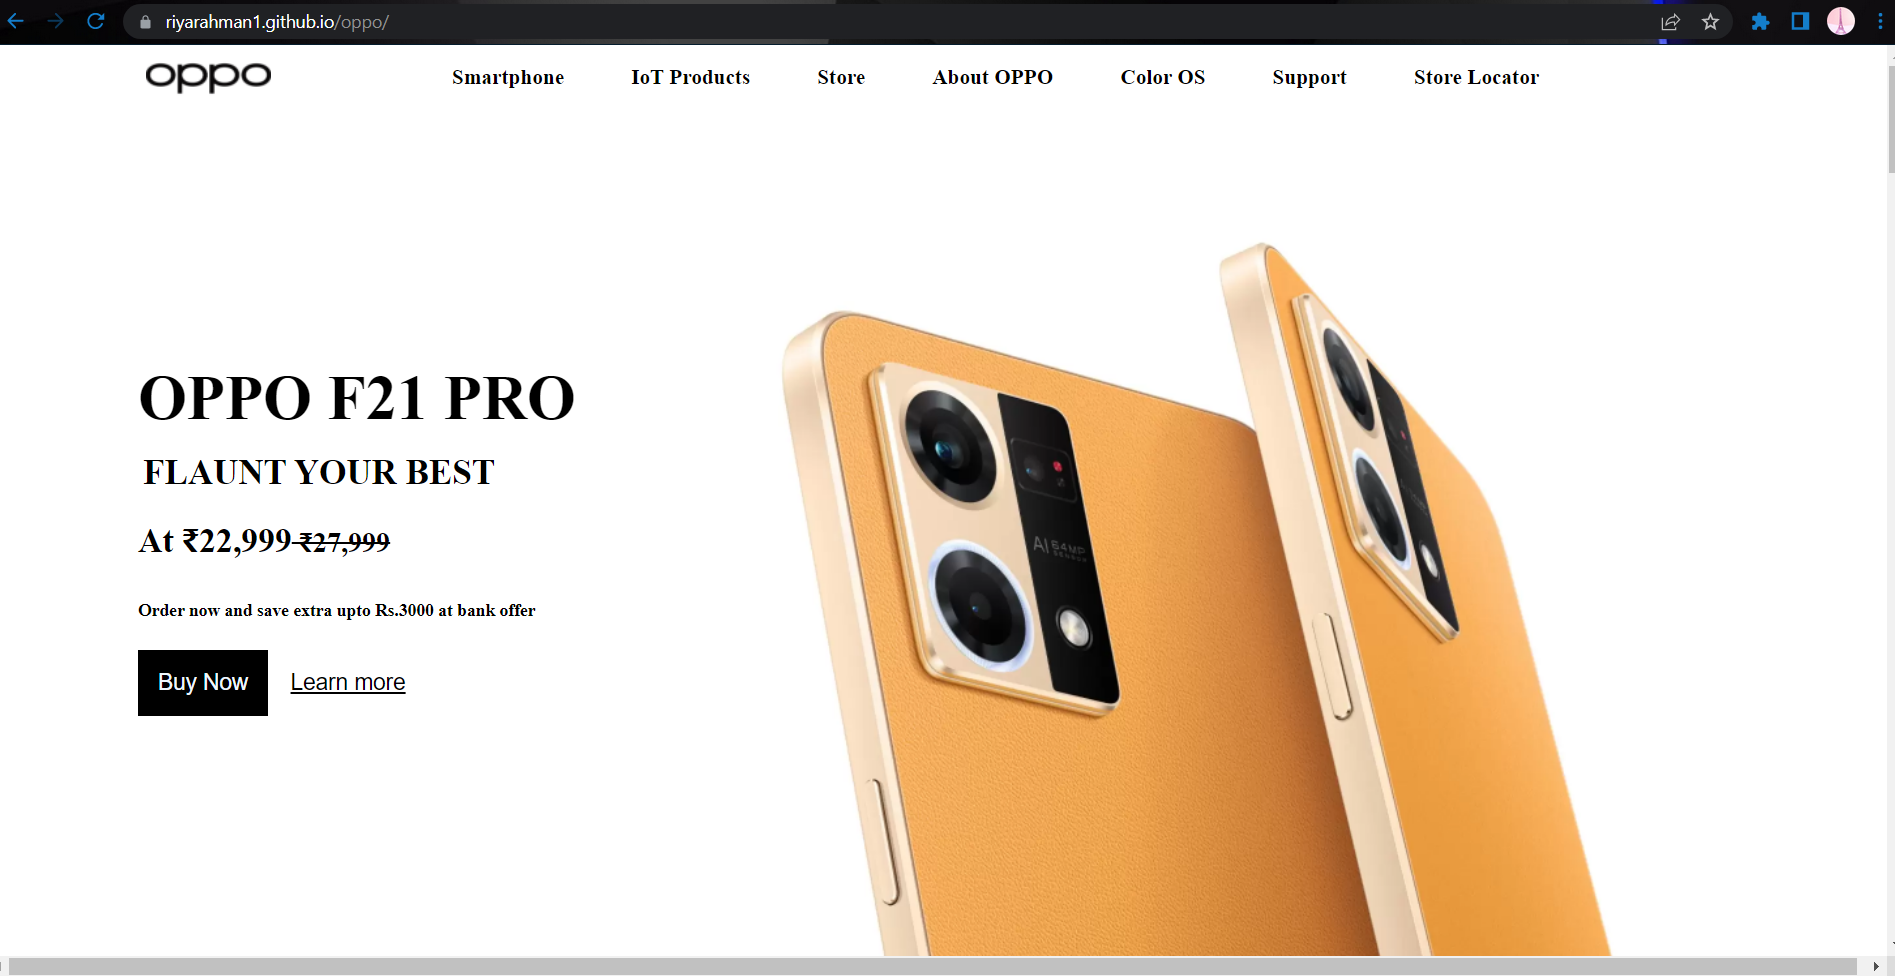 riyarahman1.github.io/oppo/
oppo
Smartphone IoT Products Store About OPPO Color OS Support Store Locator
OPPO F21 PRO
FLAUNT YOUR BEST
At ₹22,999 ₹27,999
Order now and save extra upto Rs.3000 at bank offer
Buy Now Learn more
AI 64MP
SENSOR